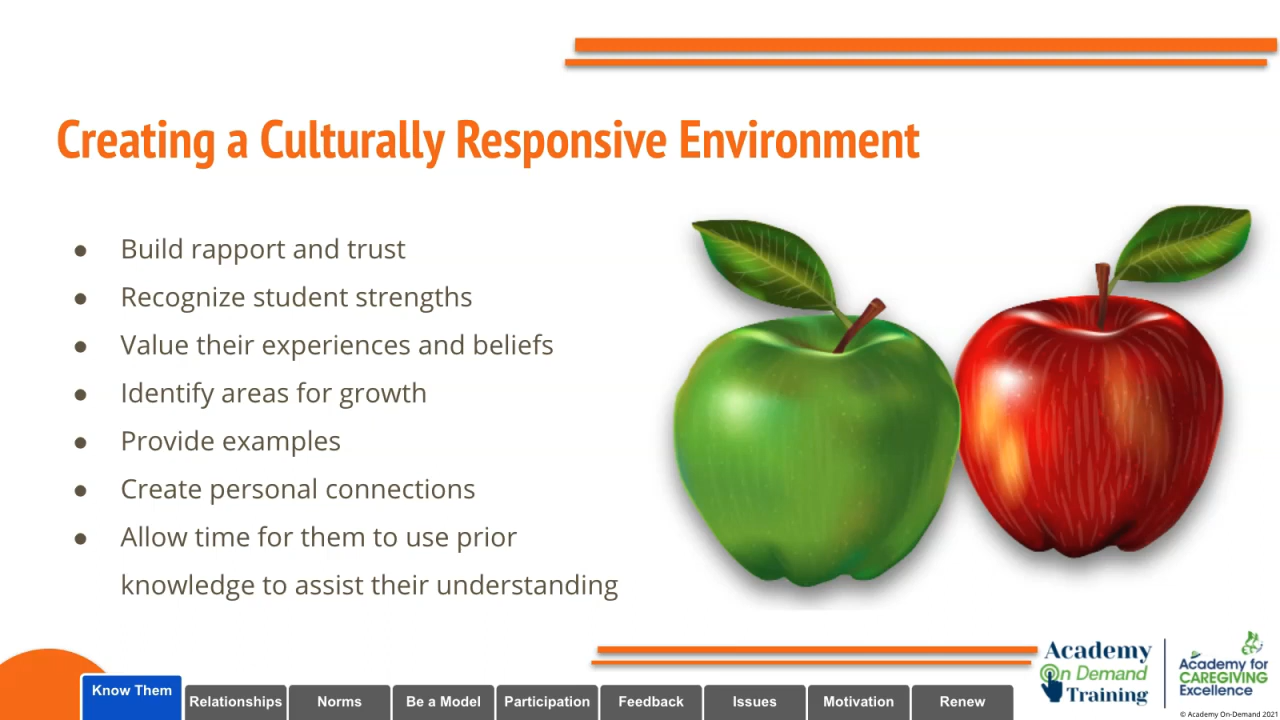 Creating a Culturally Responsive Environment
● Build rapport and trust
● Recognize student strengths
● Value their experiences and beliefs
● Identify areas for growth
● Provide examples
● Create personal connections
● Allow time for them to use prior
knowledge to assist their understanding
Know Them
Relationships
Norms
Be a Model
Participation
Feedback
Issues
Motivation
Renew
Academy
On Demand
Training
Academy for
CAREGIVING
Excellence
© Academy On-Demand 2021